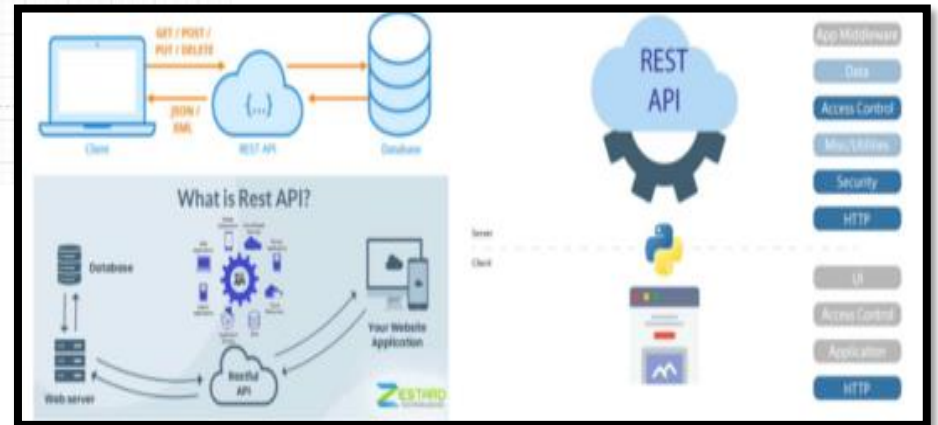 GET / POST /
PUT / DELETE
JSON /
XML
{...}
Client
REST API
Database
What is Rest API?
Database
Web server
Restful
API
Your Website
Application
ZESTARD
REST
API
Server
Client
App Middleware
Data
Access Control
Misc/Utilities
Security
HTTP
UI
Access Control
Application
HTTP